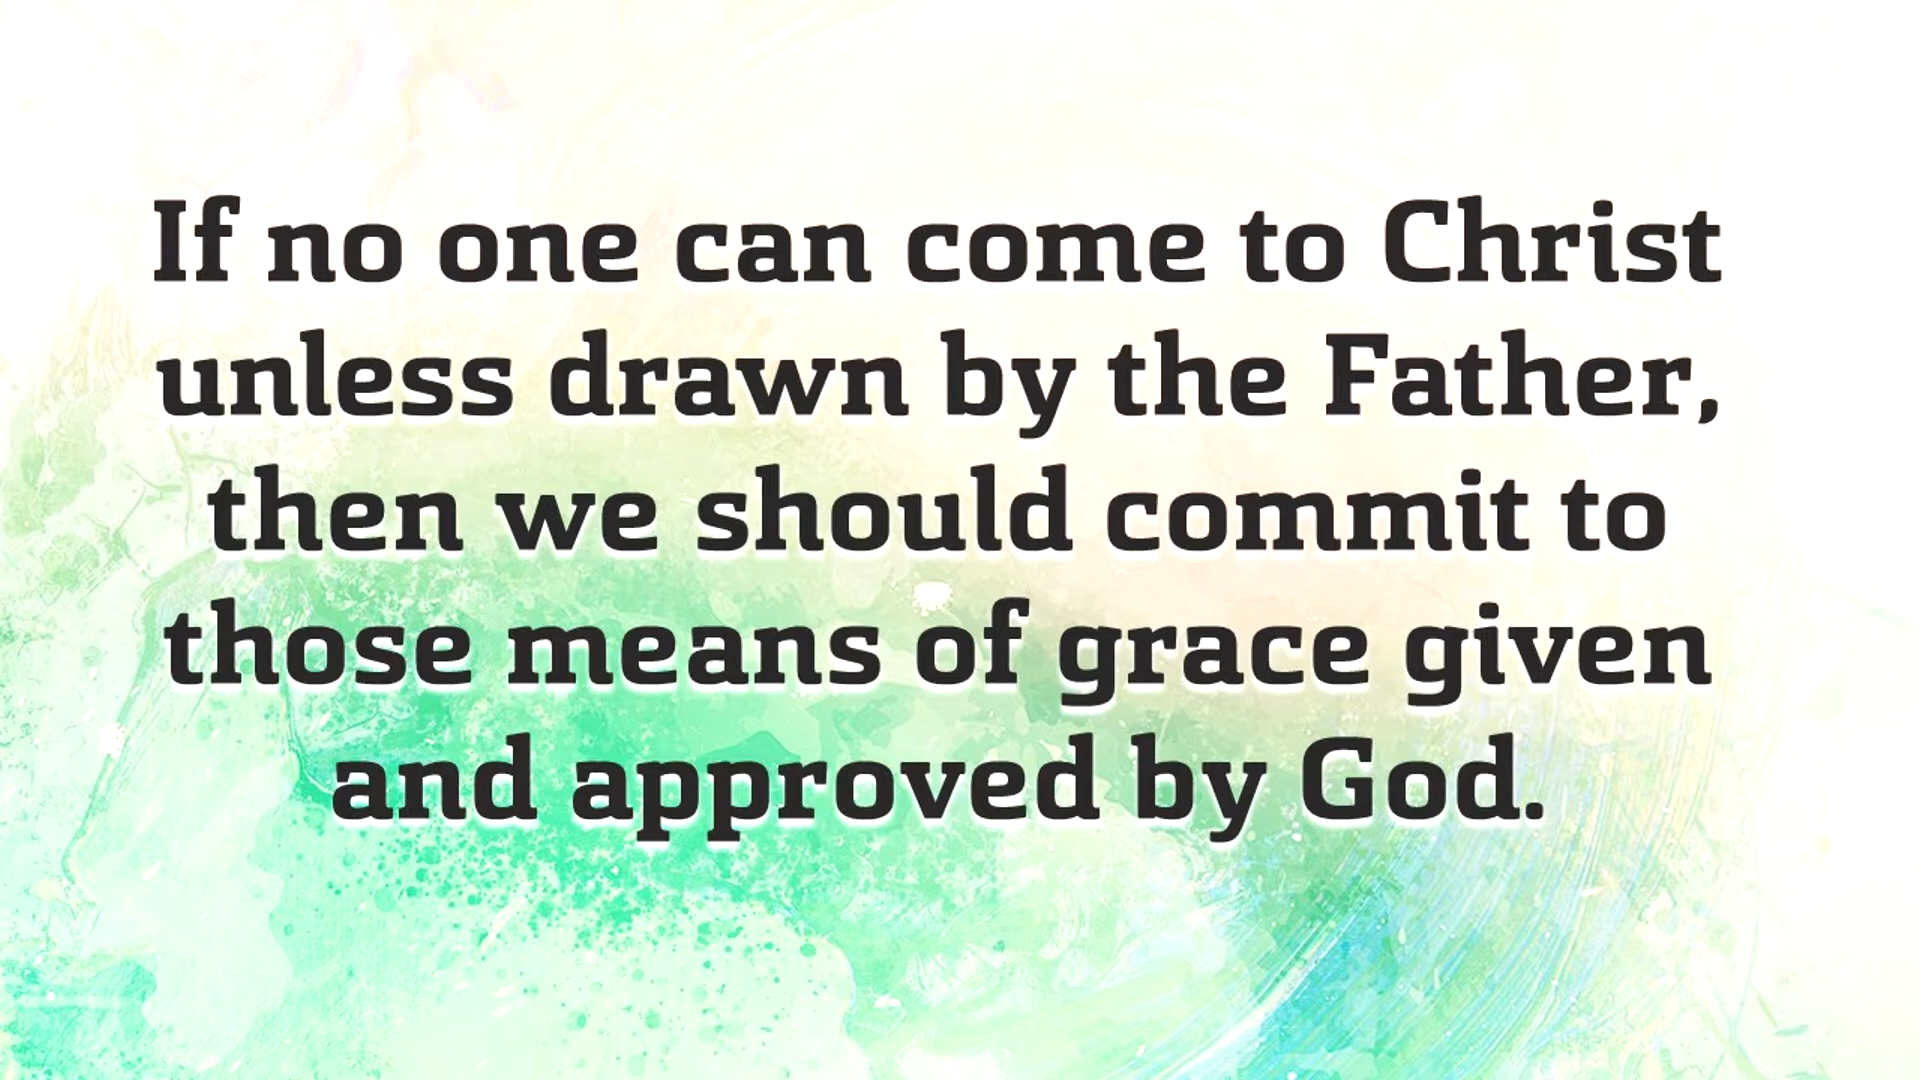 If no one can come to Christ
unless drawn by the Father,
then we should commit to
those means of grace given
and approved by God.